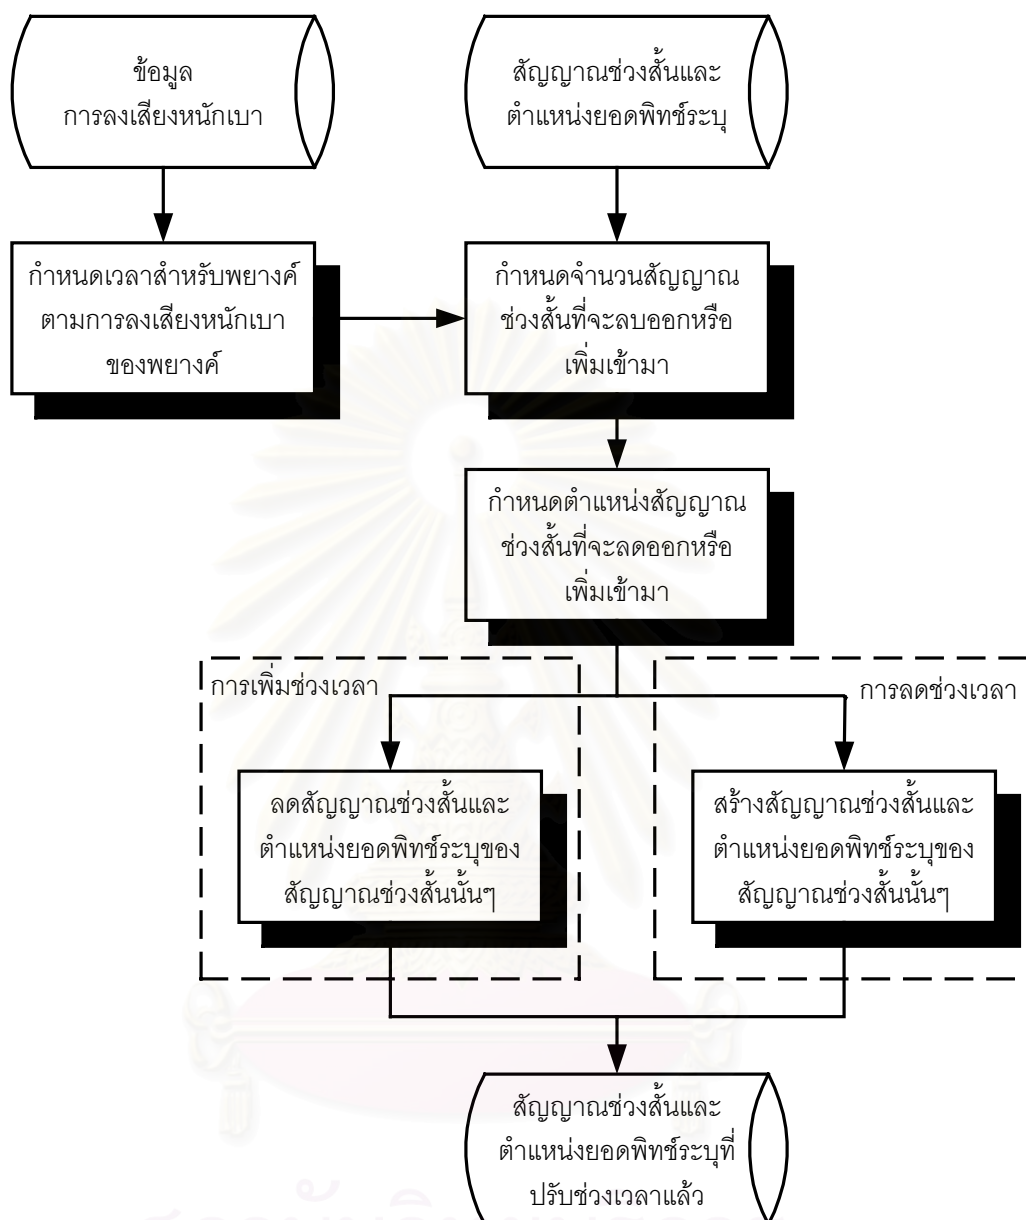 ข้อมูล
การลงเสียงหนักเบา
สัญญาณช่วงสั้นและ
ตำแหน่งยอดพิทช์ระบุ
กำหนดเวลาสำหรับพยางค์
ตามการลงเสียงหนักเบา
ของพยางค์
กำหนดจำนวนสัญญาณ
ช่วงสั้นที่จะลบออกหรือ
เพิ่มเข้ามา
กำหนดตำแหน่งสัญญาณ
ช่วงสั้นที่จะลดออกหรือ
เพิ่มเข้ามา
การเพิ่มช่วงเวลา
การลดช่วงเวลา
ลดสัญญาณช่วงสั้นและ
ตำแหน่งยอดพิทช์ระบุของ
สัญญาณช่วงสั้นนั้นๆ
สร้างสัญญาณช่วงสั้นและ
ตำแหน่งยอดพิทช์ระบุของ
สัญญาณช่วงสั้นนั้นๆ
สัญญาณช่วงสั้นและ
ตำแหน่งยอดพิทช์ระบุที่
ปรับช่วงเวลาแล้ว